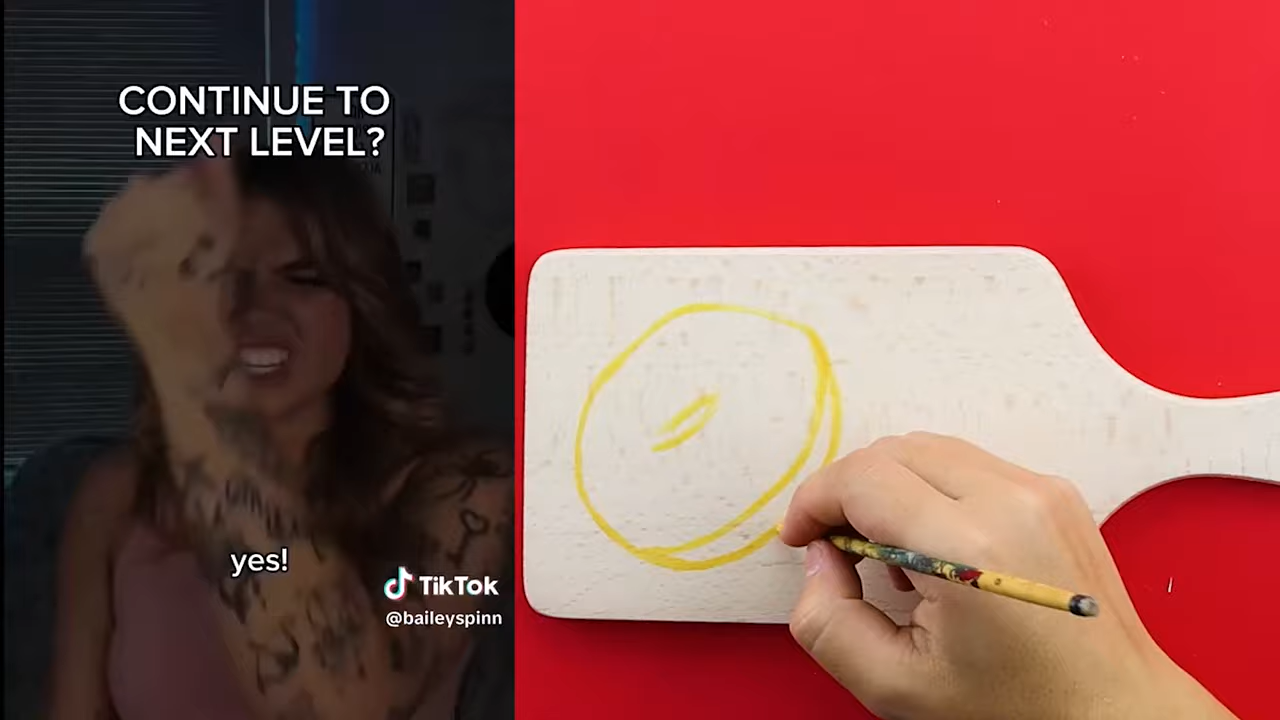 CONTINUE TO
NEXT LEVEL?
yes!
TikTok
@baileyspinn